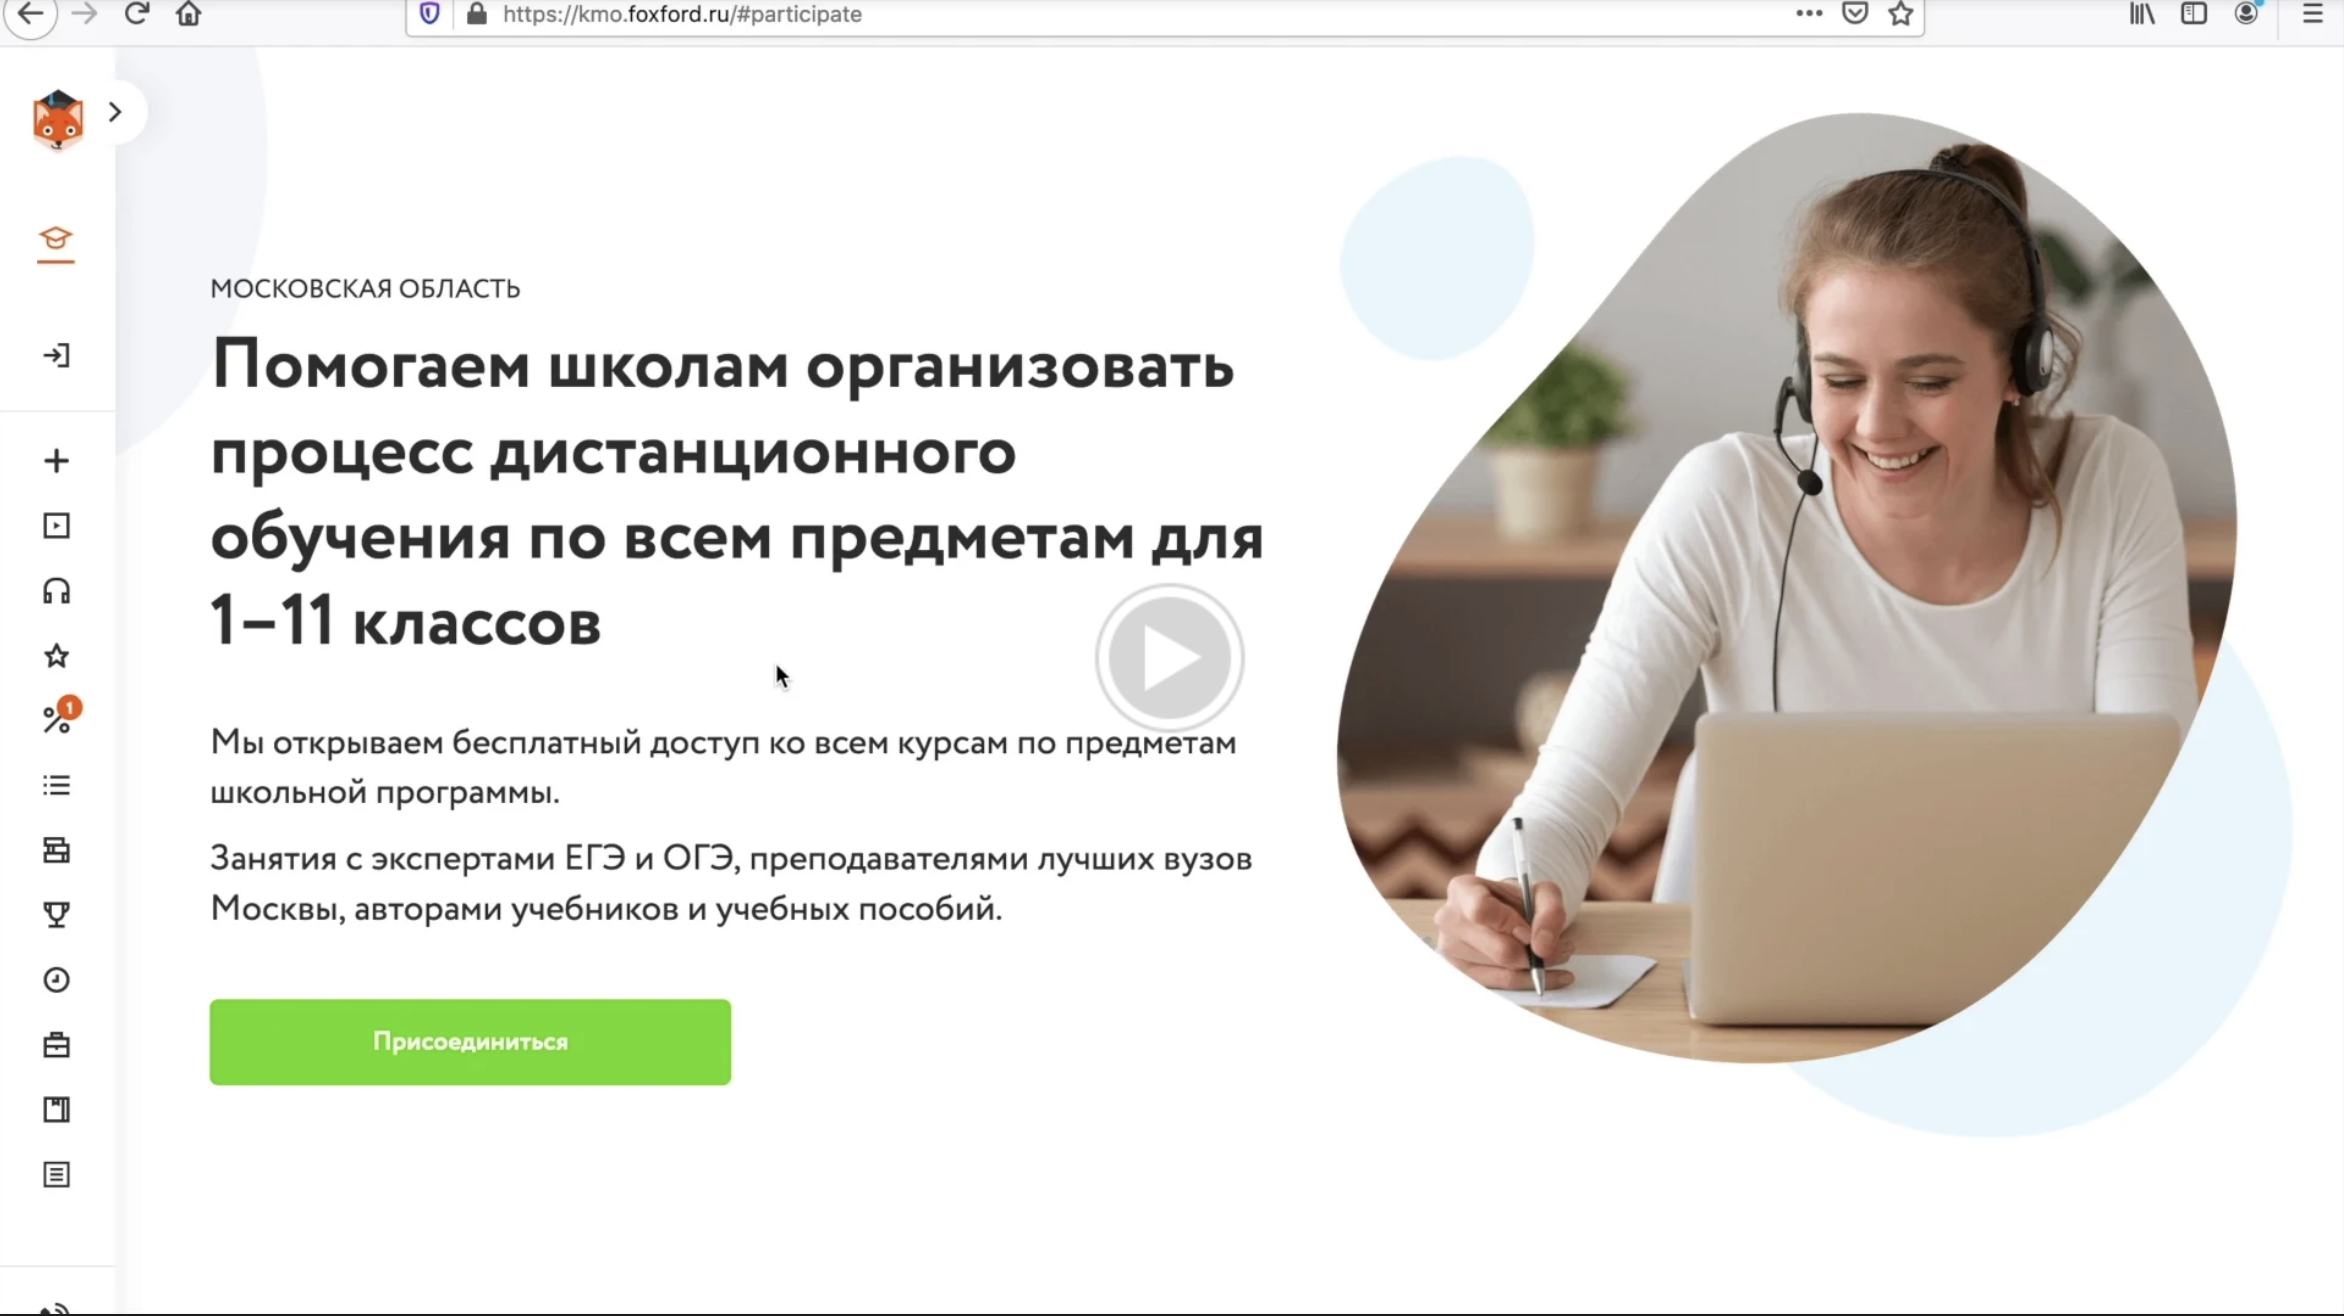 https://kmo.foxford.ru/#participate
МОСКОВСКАЯ ОБЛАСТЬ
Помогаем школам организовать
процесс дистанционного
обучения по всем предметам для
1–11 классов
1
Мы открываем бесплатный доступ ко всем курсам по предметам
школьной программы.
Занятия с экспертами ЕГЭ и ОГЭ, преподавателями лучших вузов
Москвы, авторами учебников и учебных пособий.
Присоединиться